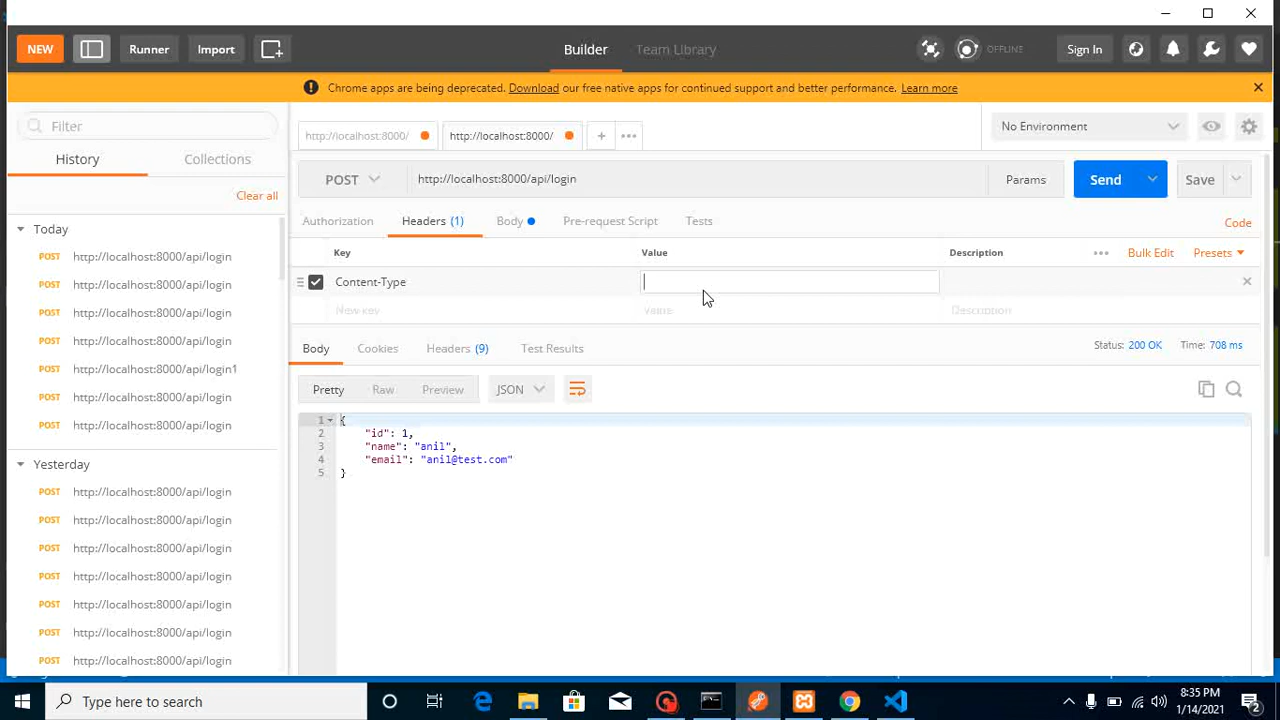 NEW
Runner
Import
Builder
Team Library
OFFLINE
Sign In
Chrome apps are being deprecated. Download our free native apps for continued support and better performance. Learn more
Filter
History
Collections
Clear all
Today
POST http://localhost:8000/api/login
POST http://localhost:8000/api/login
POST http://localhost:8000/api/login
POST http://localhost:8000/api/login
POST http://localhost:8000/api/login1
POST http://localhost:8000/api/login
POST http://localhost:8000/api/login
Yesterday
POST http://localhost:8000/api/login
POST http://localhost:8000/api/login
POST http://localhost:8000/api/login
POST http://localhost:8000/api/login
POST http://localhost:8000/api/login
POST http://localhost:8000/api/login
POST http://localhost:8000/api/login
http://localhost:8000/
http://localhost:8000/
No Environment
POST
http://localhost:8000/api/login
Params
Send
Save
Authorization
Headers (1)
Body
Pre-request Script
Tests
Code
Key
Value
Description
Bulk Edit
Presets
Content-Type
New key
Value
Description
Body
Cookies
Headers (9)
Test Results
Status: 200 OK
Time: 708 ms
Pretty
Raw
Preview
JSON
1 {
2 "id": 1,
3 "name": "anil",
4 "email": "anil@test.com"
5 }
Type here to search
8:35 PM
1/14/2021
2